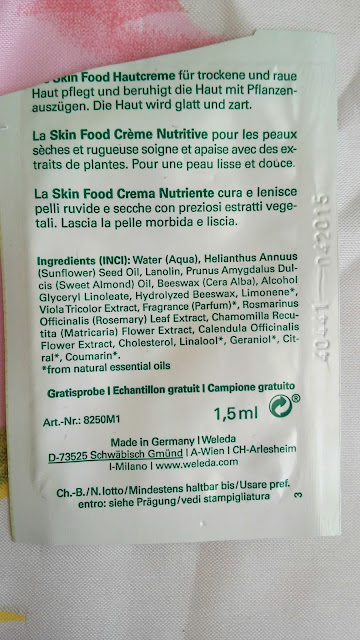 Skin Food Hautcreme für trockene und raue
Haut pflegt und beruhigt die Haut mit Pflanzen-
auszügen. Die Haut wird glatt und zart.
La Skin Food Crème Nutritive pour les peaux
sèches et rugueuse soigne et apaise avec des ex-
traits de plantes. Pour une peau lisse et douce.
La Skin Food Crema Nutriente cura e lenisce
pelli ruvide e secche con preziosi estratti vege-
tali. Lascia la pelle morbida e liscia.
Ingredients (INCI): Water (Aqua), Helianthus Annuus
(Sunflower) Seed Oil, Lanolin, Prunus Amygdalus Dul-
cis (Sweet Almond) Oil, Beeswax (Cera Alba), Alcohol
Glyceryl Linoleate, Hydrolyzed Beeswax, Limonene*,
Viola Tricolor Extract, Fragrance (Parfum)*, Rosmarinus
Officinalis (Rosemary) Leaf Extract, Chamomilla Recu-
tita (Matricaria) Flower Extract, Calendula Officinalis
Flower Extract, Cholesterol, Linalool*, Geraniol*, Cit-
ral*, Coumarin*.
*from natural essential oils
Gratisprobe I Echantillon gratuit I Campione gratuito
Art.-Nr.: 8250M1
1,5 ml ®
Made in Germany I Weleda
D-73525 Schwäbisch Gmünd I A-Wien I CH-Arlesheim
I-Milano I www.weleda.com
Ch.-B./N.lotto/Mindestens haltbar bis/Usare pref.
entro: siehe Prägung/vedi stampigliatura
3
40441 042015